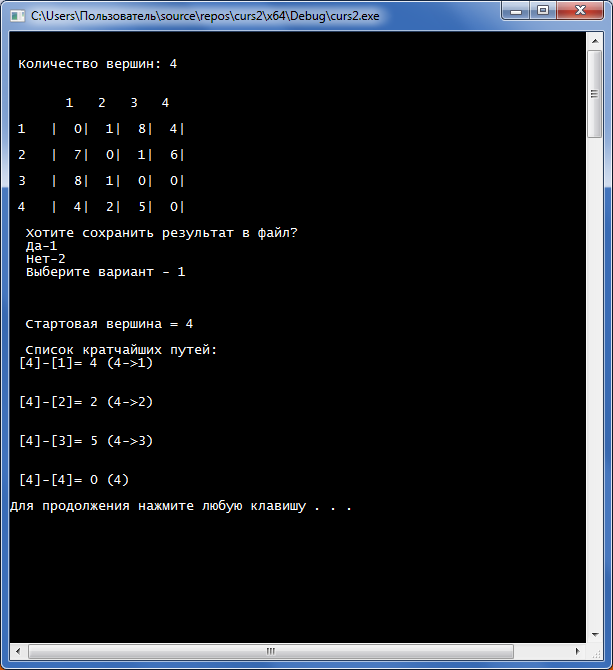 C:\Users\Пользователь\source\repos\curs2\x64\Debug\curs2.exe
Количество вершин: 4
1 2 3 4
1 | 0| 1| 8| 4|
2 | 7| 0| 1| 6|
3 | 8| 1| 0| 0|
4 | 4| 2| 5| 0|
Хотите сохранить результат в файл?
Да-1
Нет-2
Выберите вариант - 1
Стартовая вершина = 4
Список кратчайших путей:
[4]-[1]= 4 (4->1)
[4]-[2]= 2 (4->2)
[4]-[3]= 5 (4->3)
[4]-[4]= 0 (4)
Для продолжения нажмите любую клавишу . . .